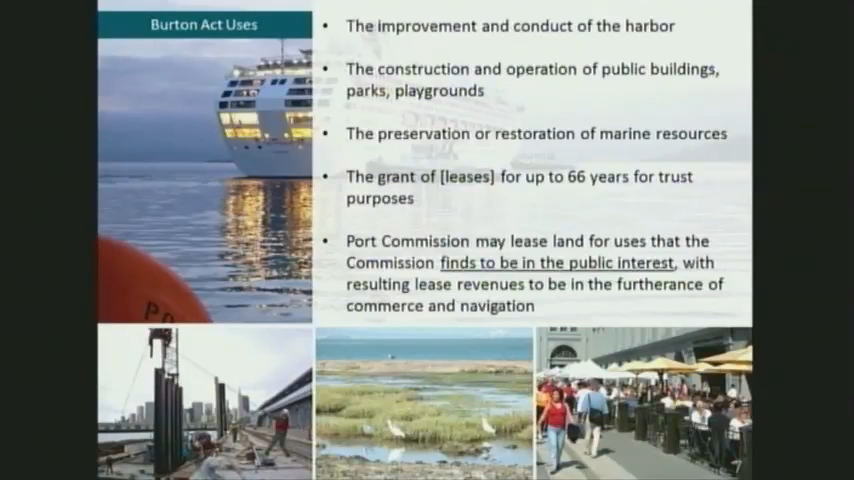 Burton Act Uses
• The improvement and conduct of the harbor
• The construction and operation of public buildings,
parks, playgrounds
• The preservation or restoration of marine resources
• The grant of [leases] for up to 66 years for trust
purposes
• Port Commission may lease land for uses that the
Commission finds to be in the public interest, with
resulting lease revenues to be in the furtherance of
commerce and navigation